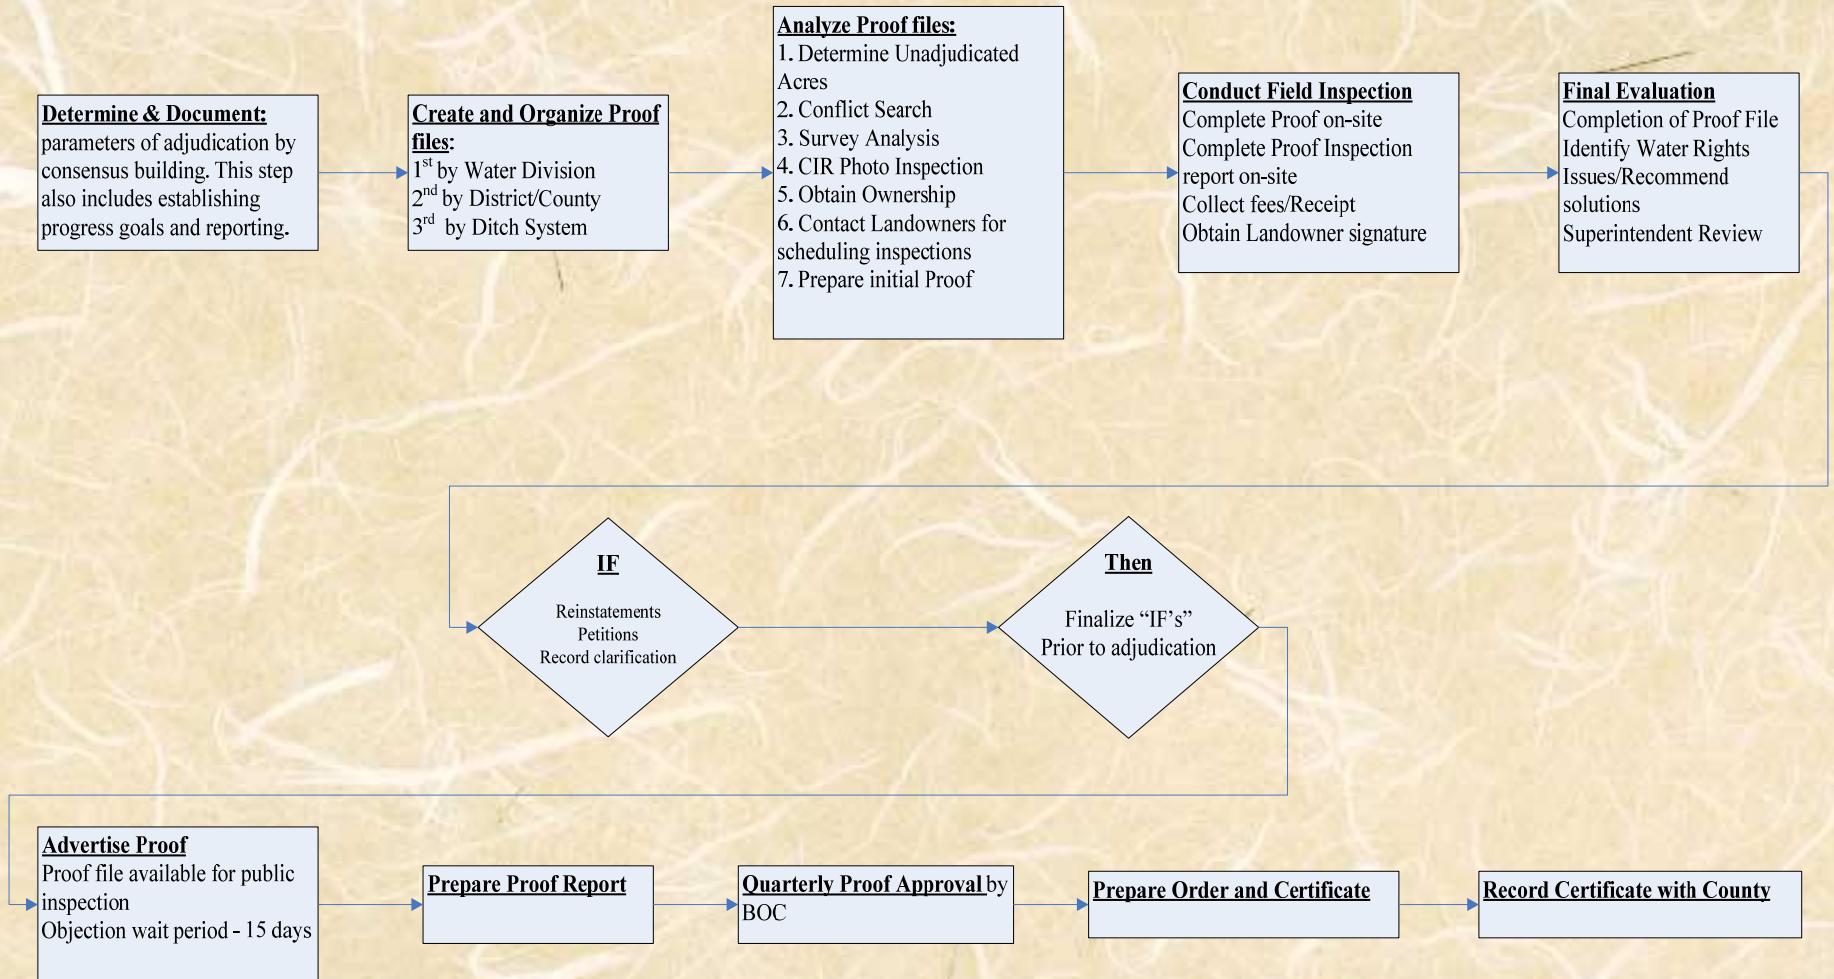 Determine & Document:
parameters of adjudication by
consensus building. This step
also includes establishing
progress goals and reporting.
Create and Organize Proof
files:
1st by Water Division
2nd by District/County
3rd by Ditch System
Analyze Proof files:
1. Determine Unadjudicated
Acres
2. Conflict Search
3. Survey Analysis
4. CIR Photo Inspection
5. Obtain Ownership
6. Contact Landowners for
scheduling inspections
7. Prepare initial Proof
Conduct Field Inspection
Complete Proof on-site
Complete Proof Inspection
report on-site
Collect fees/Receipt
Obtain Landowner signature
Final Evaluation
Completion of Proof File
Identify Water Rights
Issues/Recommend
solutions
Superintendent Review
IF
Reinstatements
Petitions
Record clarification
Then
Finalize “IF’s”
Prior to adjudication
Advertise Proof
Proof file available for public
inspection
Objection wait period - 15 days
Prepare Proof Report
Quarterly Proof Approval by
BOC
Prepare Order and Certificate
Record Certificate with County